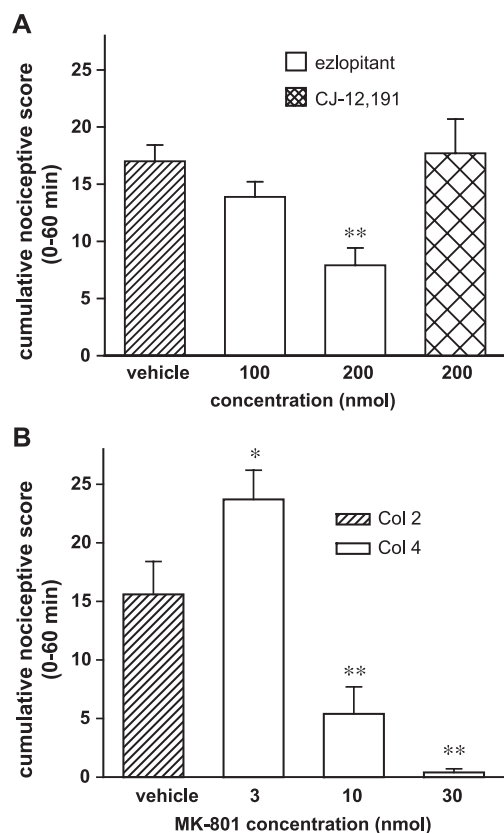 A
ezlopitant
CJ-12,191
cumulative nociceptive score
(0-60 min)
25
20
15
10
5
0
**
vehicle 100 200 200
concentration (nmol)
B
cumulative nociceptive score
(0-60 min)
25
20
15
10
5
0
*
Col 2
Col 4
**
**
vehicle 3 10 30
MK-801 concentration (nmol)